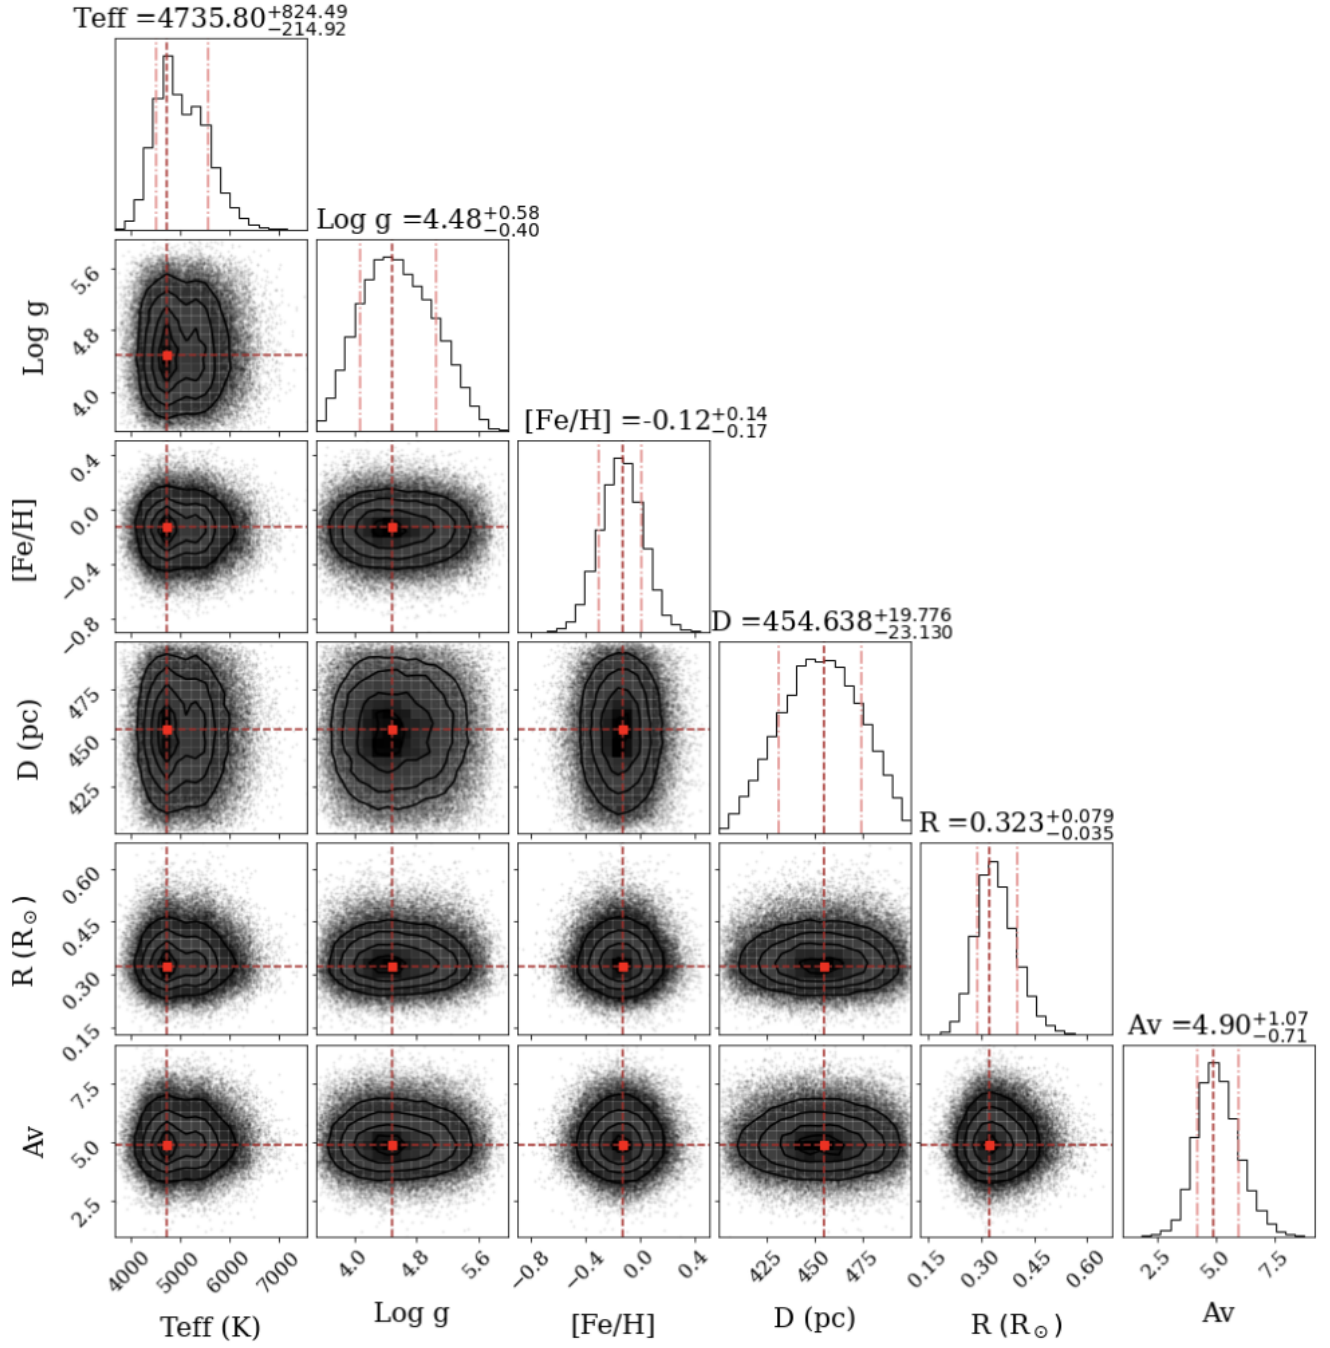 Teff =4735.80+824.49−214.92
Log g =4.48+0.58−0.40
Log g
5.6
4.8
4.0
[Fe/H] =-0.12+0.14−0.17
[Fe/H]
0.4
0.0
−0.4
−0.8
D =454.638+19.776−23.130
D (pc)
475
450
425
R =0.323+0.079−0.035
R (R⊙)
0.60
0.45
0.30
0.15
Av =4.90+1.07−0.71
Av
7.5
5.0
2.5
4000 5000 7000 4.0 4.8 5.6 −0.8 −0.4 0.0 0.4 425 450 475 0.15 0.30 0.45 0.60 2.5 5.0 7.5
6000
Teff (K) Log g [Fe/H] D (pc) R (R⊙) Av